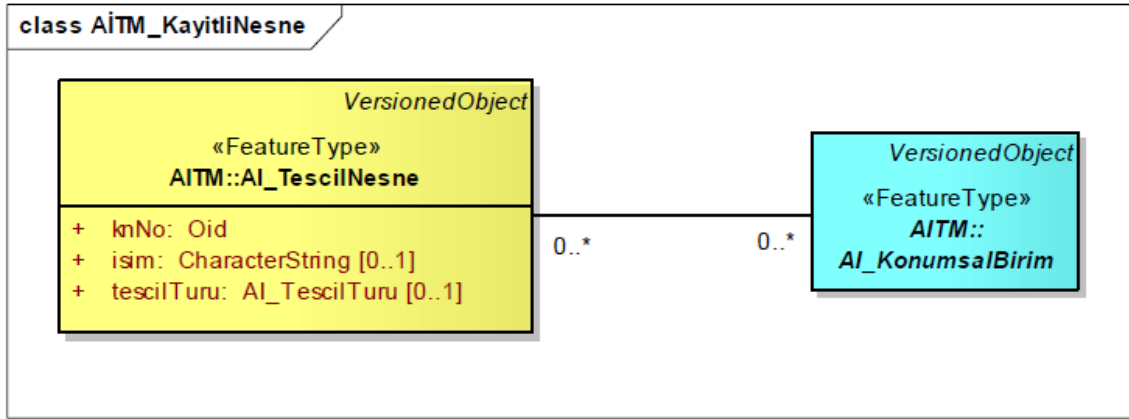 class AİTM_KayitliNesne
VersionedObject
«FeatureType»
AITM::AI_TescilNesne
+ knNo: Oid
+ isim: CharacterString [0..1]
+ tescilTuru: AI_TescilTuru [0..1]
0..*
0..*
VersionedObject
«FeatureType»
AITM::
AI_KonumsalBirim